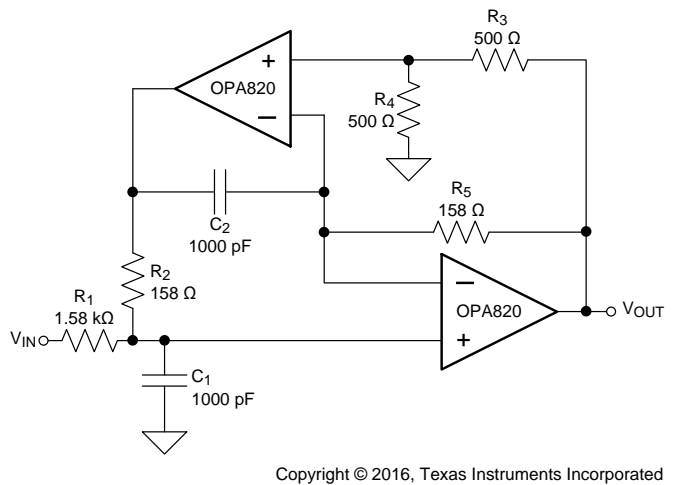 R3
500 Ω
+
OPA820
−
R4
500 Ω
R5
158 Ω
C2
1000 pF
R2
158 Ω
R1
1.58 kΩ
−
OPA820
+
VOUT
VIN
C1
1000 pF
Copyright © 2016, Texas Instruments Incorporated